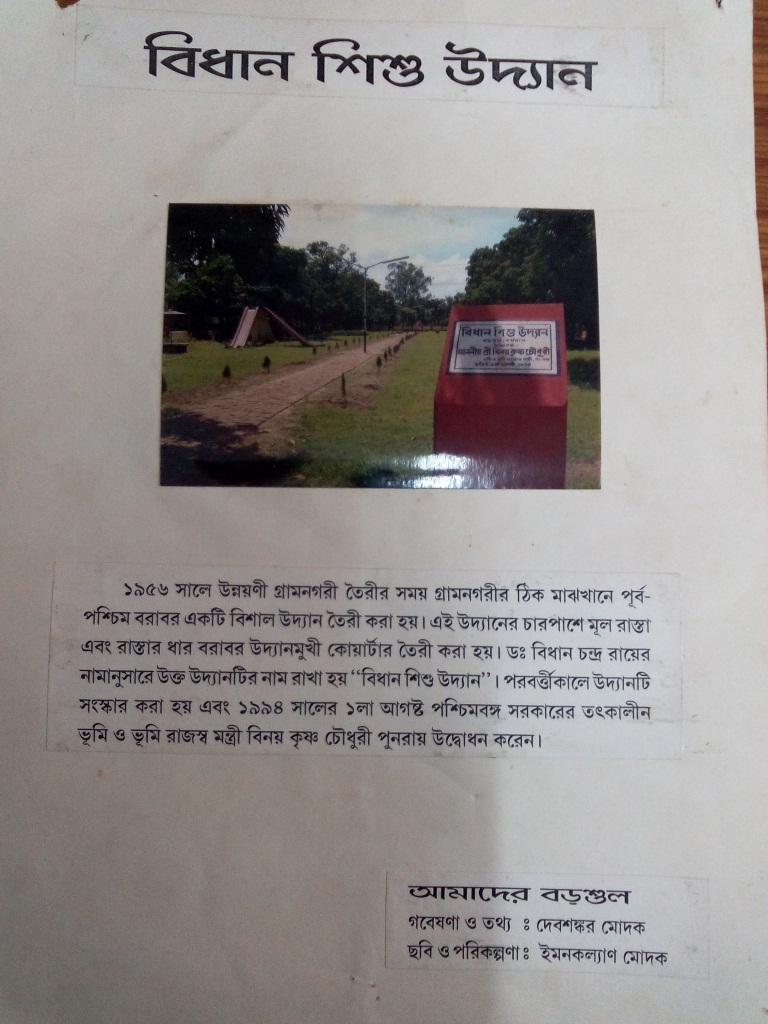 বিধান শিশু উদ্যান
বিধান শিশু উদ্যান
মাননীয় শ্রী বিনয় কৃষ্ণ চৌধুরী
১৯৫৬ সালে উন্নয়ণী গ্রামনগরী তৈরীর সময় গ্রামনগরীর ঠিক মাঝখানে পূর্ব-
পশ্চিম বরাবর একটি বিশাল উদ্যান তৈরী করা হয়। এই উদ্যানের চারপাশে মূল রাস্তা
এবং রাস্তার ধার বরাবর উদ্যানমুখী কোয়ার্টার তৈরী করা হয়। ডঃ বিধান চন্দ্র রায়ের
নামানুসারে উক্ত উদ্যানটির নাম রাখা হয় “বিধান শিশু উদ্যান”। পরবর্ত্তীকালে উদ্যানটি
সংস্কার করা হয় এবং ১৯৯৪ সালের ১লা আগষ্ট পশ্চিমবঙ্গ সরকারের তৎকালীন
ভূমি ও ভূমি রাজস্ব মন্ত্রী বিনয় কৃষ্ণ চৌধুরী পুনরায় উদ্বোধন করেন।
আমাদের বড়শুল
গবেষণা ও তথ্য : দেবশঙ্কর মোদক
ছবি ও পরিকল্পণা : ইমনকল্যাণ মোদক